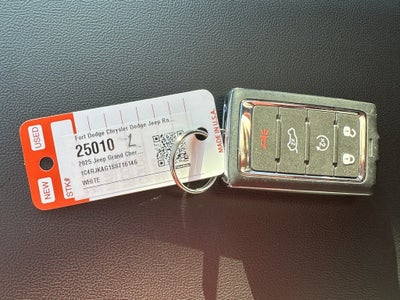 Fort Dodge Chrysler Dodge Jeep Ra...
25010
2025 Jeep Grand Cher...
WHITE
USED
NEW
STK#
MADE IN U.S.A.